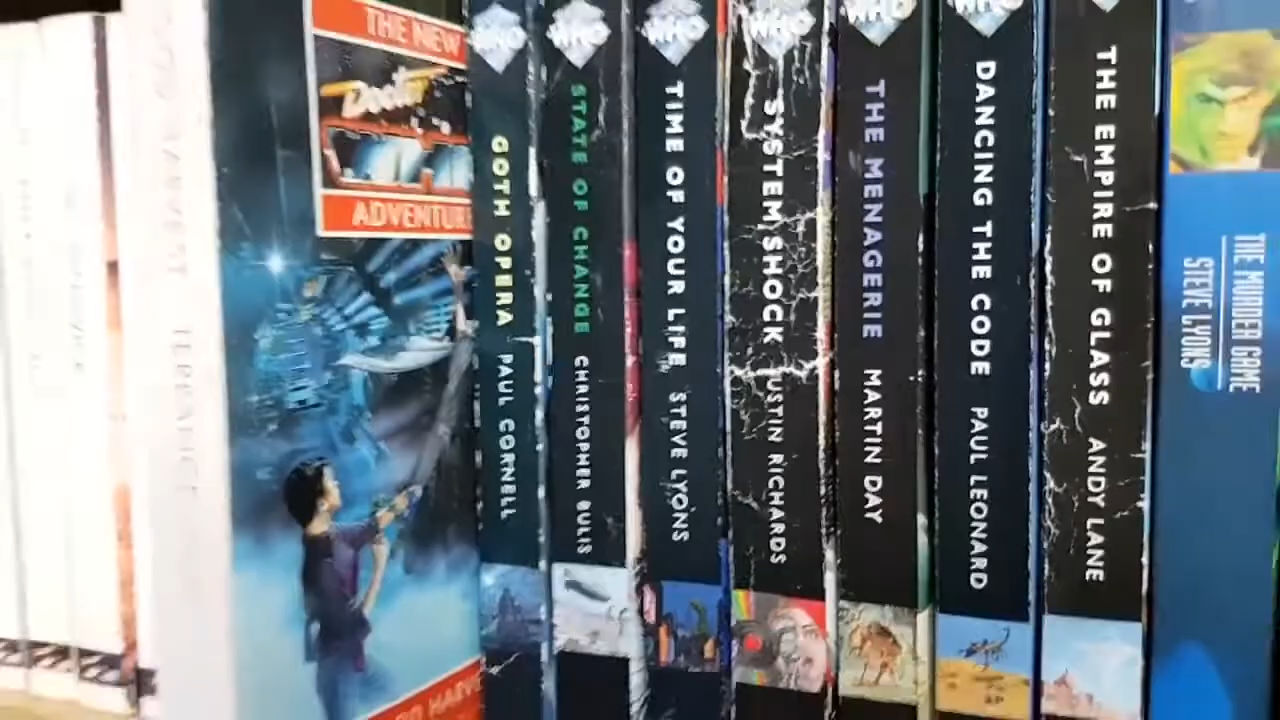 THE NEW
Doctor
ADVENTURE
WHO
GOTH OPERA PAUL CORNELL
WHO
STATE OF CHANGE CHRISTOPHER BULIS
WHO
TIME OF YOUR LIFE STEVE LYONS
WHO
SYSTEM SHOCK JUSTIN RICHARDS
WHO
THE MENAGERIE MARTIN DAY
WHO
DANCING THE CODE PAUL LEONARD
THE EMPIRE OF GLASS ANDY LANE
THE MURDER GAME
STEVE LYONS